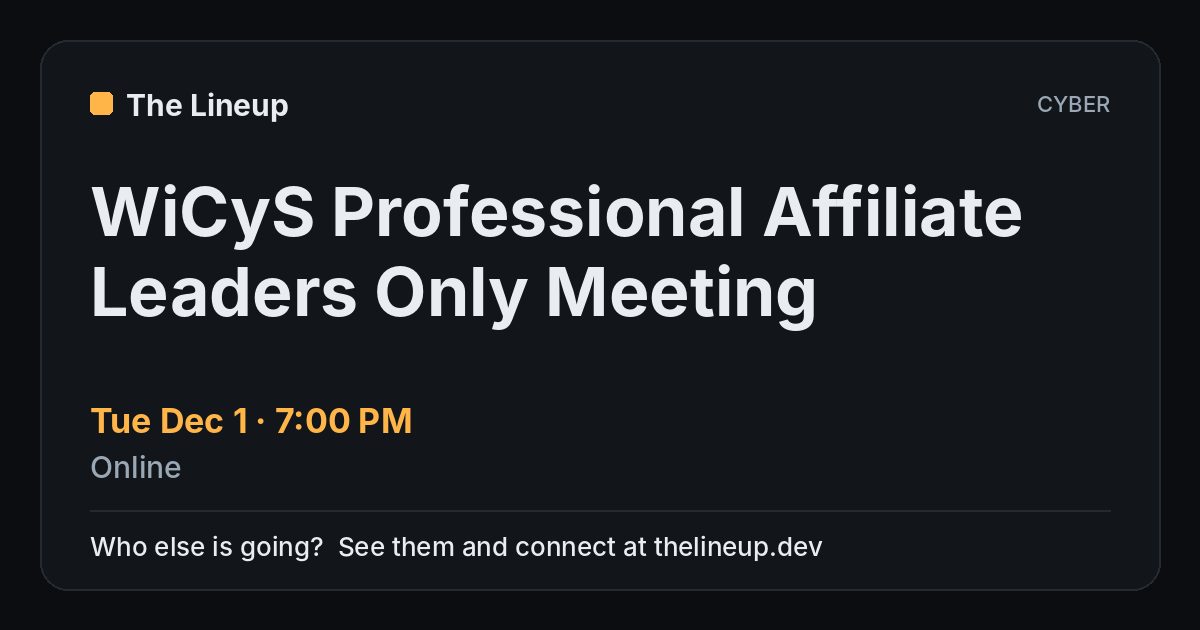 The Lineup
CYBER
WiCyS Professional Affiliate
Leaders Only Meeting
Tue Dec 1 · 7:00 PM
Online
Who else is going? See them and connect at thelineup.dev